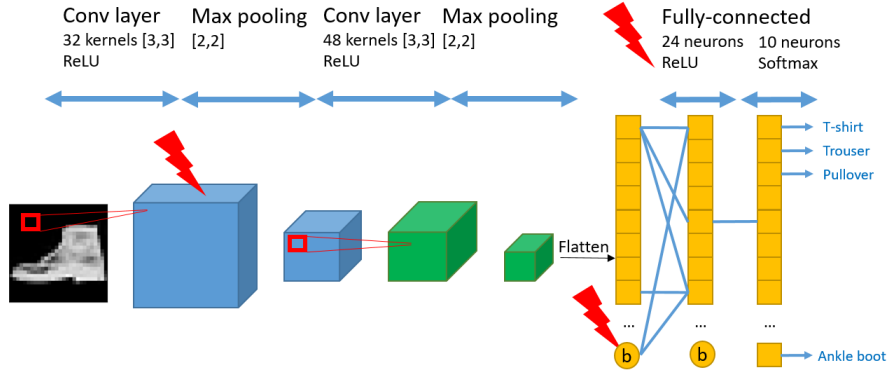 Conv layer
32 kernels [3,3]
ReLU
Max pooling
[2,2]
Conv layer
48 kernels [3,3]
ReLU
Max pooling
[2,2]
Fully-connected
24 neurons
ReLU
10 neurons
Softmax
T-shirt
Trouser
Pullover
Flatten
... ... ...
b b
Ankle boot